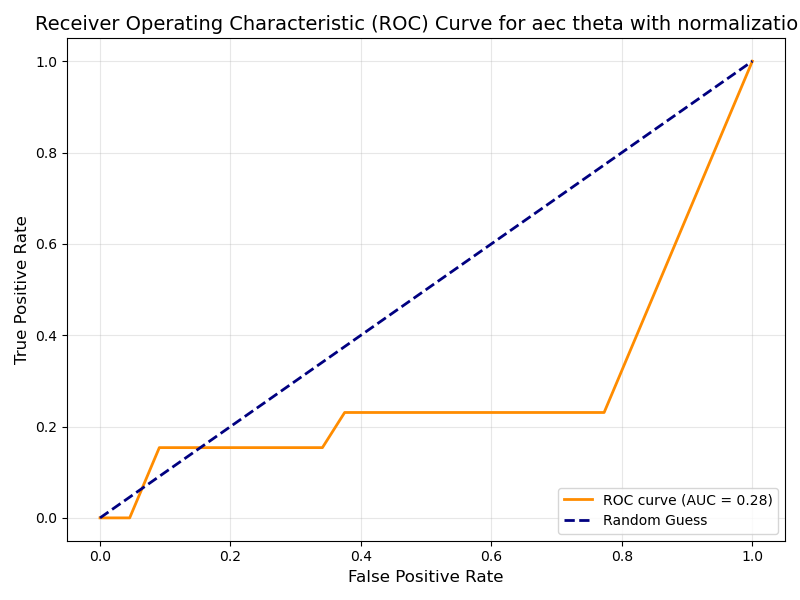 Receiver Operating Characteristic (ROC) Curve for aec theta with normalizatio
1.0
0.8
0.6
0.4
0.2
0.0
True Positive Rate
0.0 0.2 0.4 0.6 0.8 1.0
False Positive Rate
ROC curve (AUC = 0.28)
Random Guess